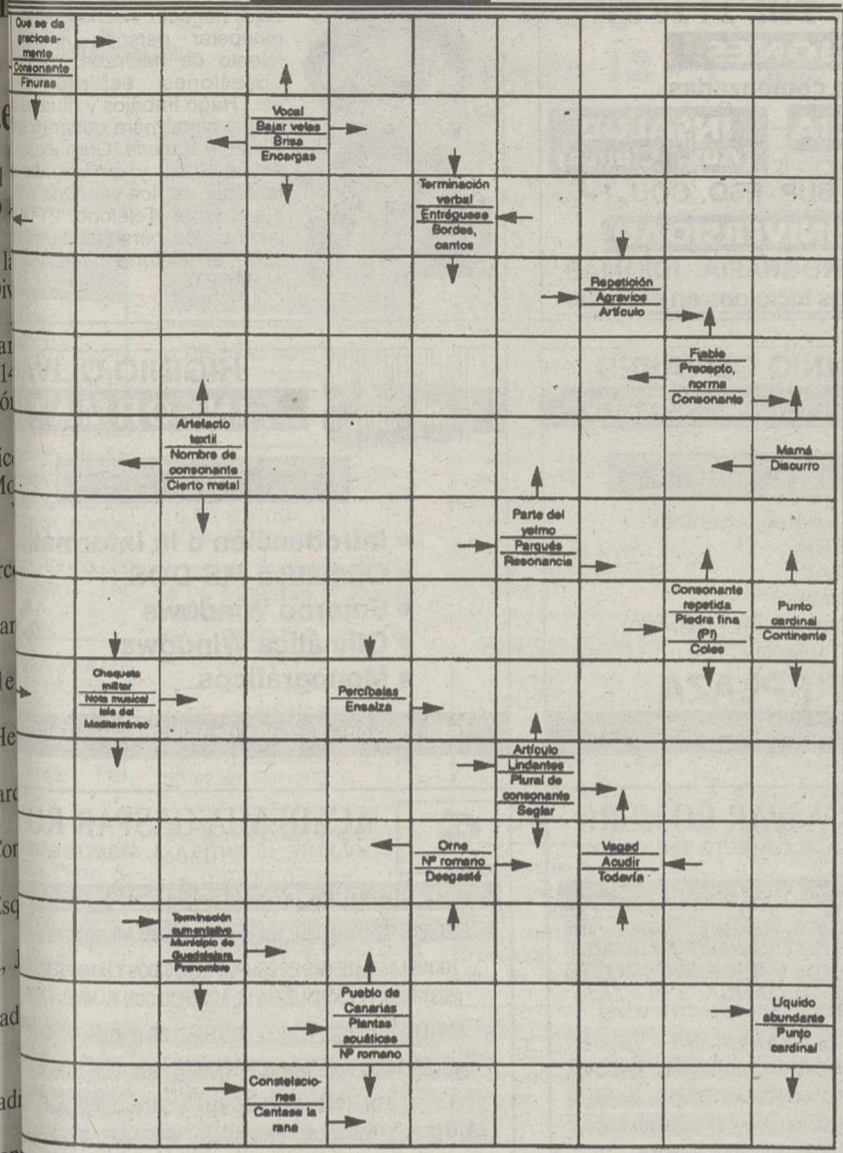 Que se da
graciosa-
mente
Consonante
Finuras
Vocal
Bajar velas
Brisa
Encargas
Terminación
verbal
Entréguese
Bordes,
cantos
Repetición
Agravios
Artículo
Fiable
Precepto,
norma
Consonante
Artefacto
textil
Nombre de
consonante
Cierto metal
Mamá
Discurro
Parte del
yelmo
Parqués
Resonancia
Consonante
repetida
Piedra fina
(Pl)
Coles
Punto
cardinal
Continente
Chaqueta
militar
Nota musical
Isla del
Mediterráneo
Percíbalas
Ensalza
Artículo
Lindantes
Plural de
consonante
Seglar
Orne
Nº romano
Desgasté
Vagad
Acudir
Todavía
Terminación
aumentativo
Municipio de
Guadalajara
Pronombre
Pueblo de
Canarias
Plantas
acuáticas
Nº romano
Líquido
abundante
Punto
cardinal
Constelacio-
nes
Cantase la
rana